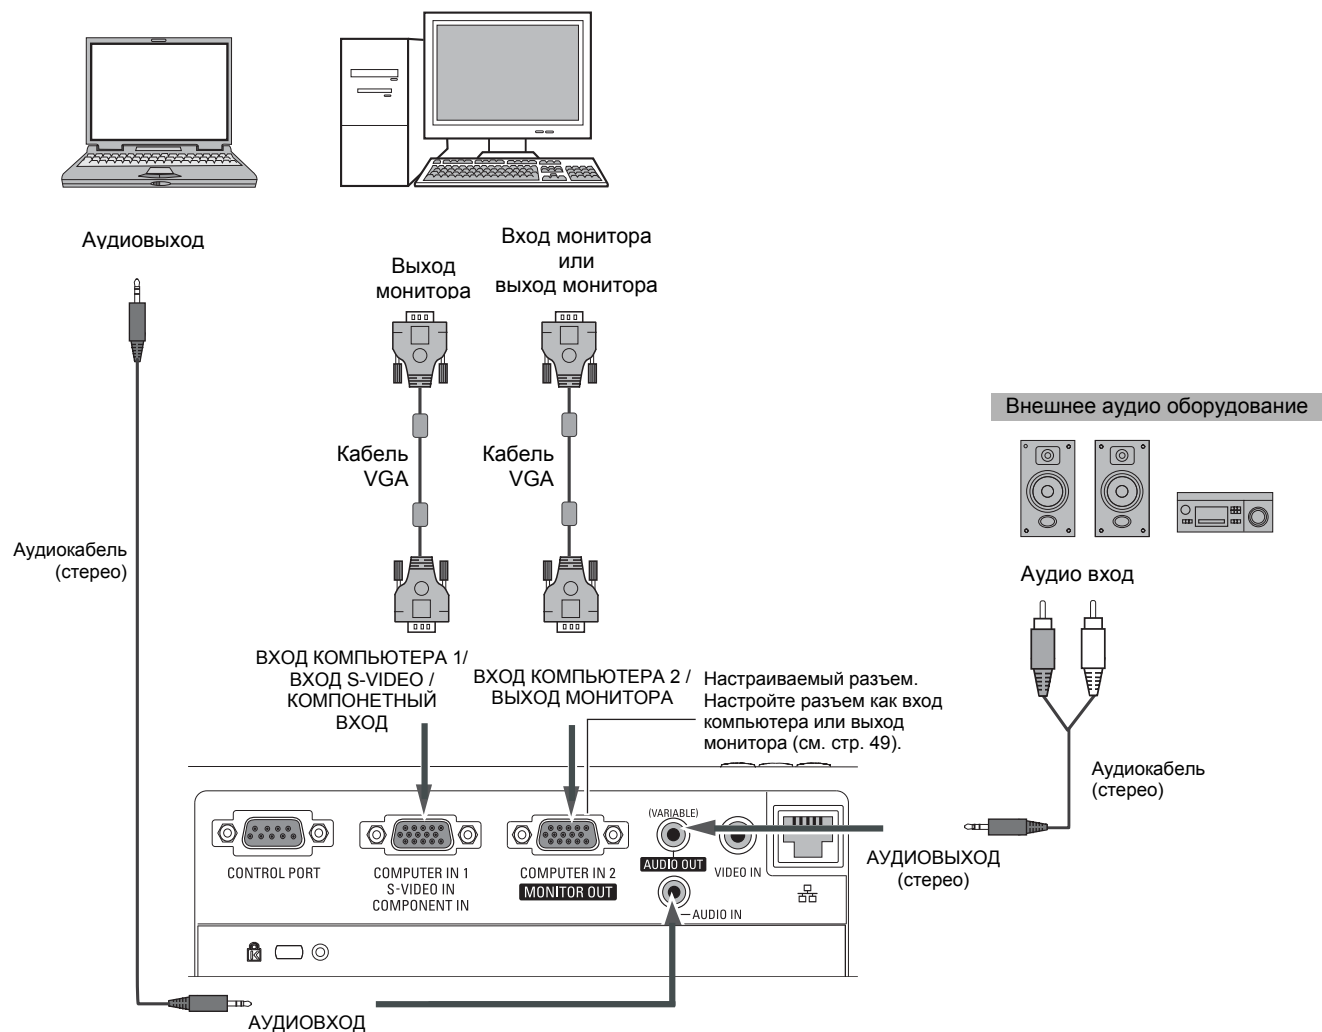 Аудиовыход
Выход
монитора
Вход монитора
или
выход монитора
Внешнее аудио оборудование
Кабель
VGA
Кабель
VGA
Аудиокабель
(стерео)
Аудио вход
ВХОД КОМПЬЮТЕРА 1/
ВХОД S-VIDEO /
КОМПОНЕТНЫЙ
ВХОД
ВХОД КОМПЬЮТЕРА 2 /
ВЫХОД МОНИТОРА
Настраиваемый разъем.
Настройте разъем как вход
компьютера или выход
монитора (см. стр. 49).
Аудиокабель
(стерео)
(VARIABLE)
AUDIO OUT
VIDEO IN
CONTROL PORT
COMPUTER IN 1
S-VIDEO IN
COMPONENT IN
COMPUTER IN 2
MONITOR OUT
AUDIO IN
АУДИОВЫХОД
(стерео)
АУДИОВХОД